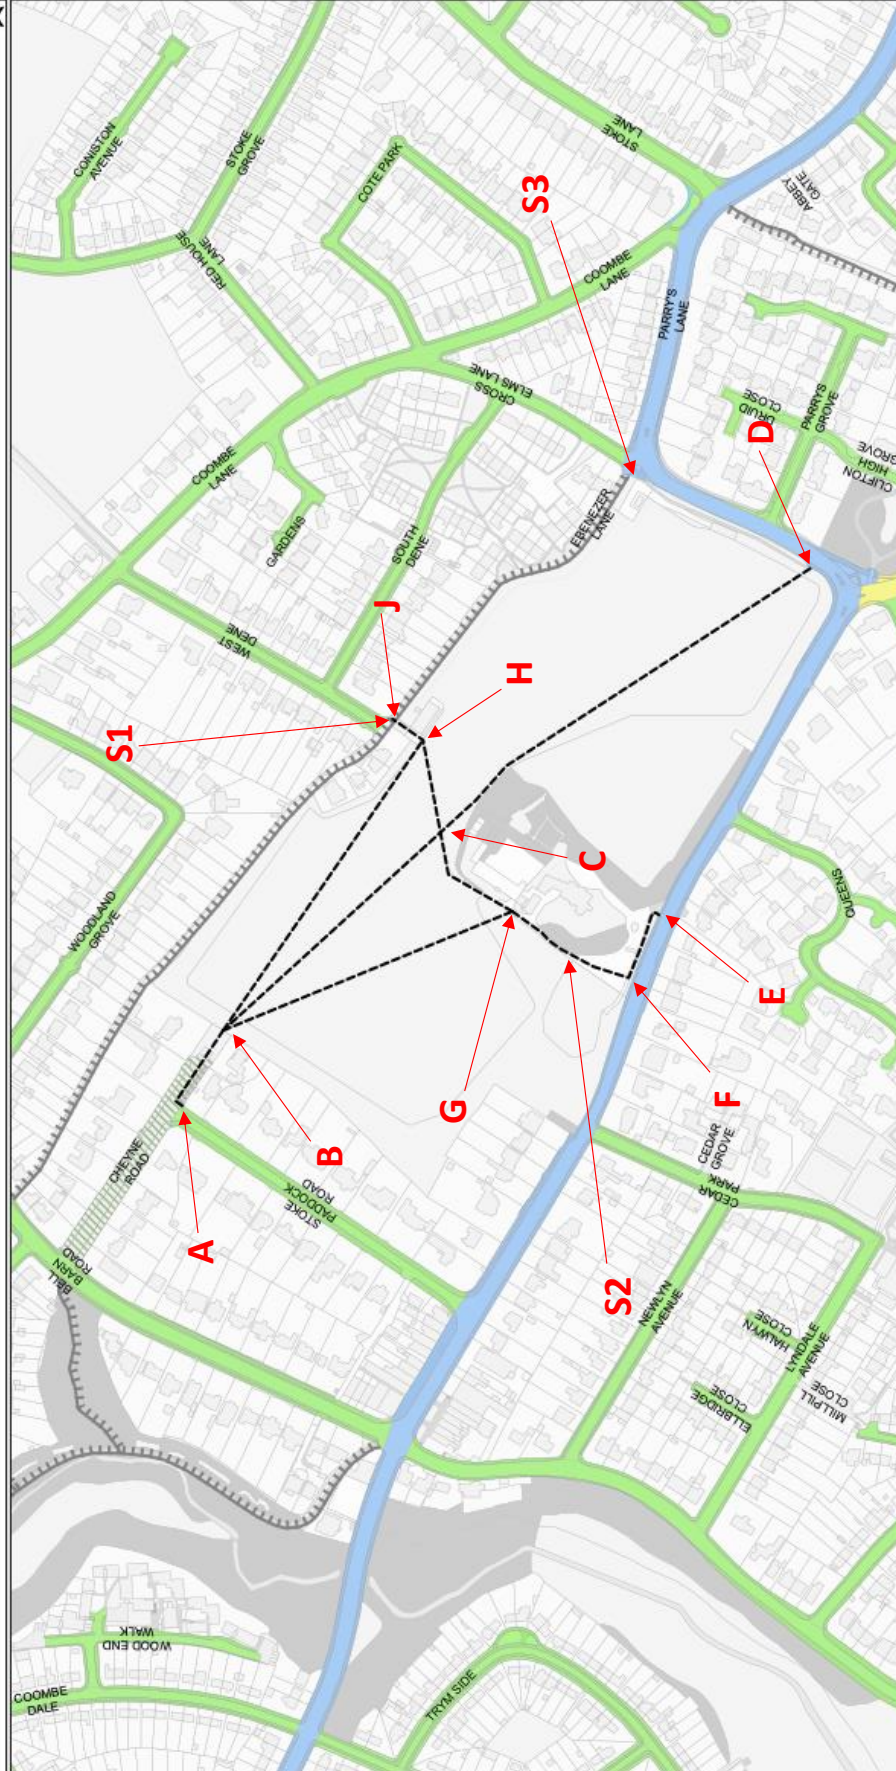 CONISTON
AVENUE
STOKE
GROVE
RED HOUSE
LANE
COTE PARK
STOKE
LANE
S3
COOMBE
LANE
ABBEY
GATE
PARRY'S
LANE
COOMBE
LANE
CROSS
ELMS LANE
DRUID
CLOSE
PARRYS
GROVE
D
CLIFTON
HIGH
GROVE
GARDENS
SOUTH
DENE
EBENEZER
LANE
WEST
DENE
J
S1
H
WOODLAND
GROVE
C
QUEENS
E
G
F
B
CHEYNE
ROAD
STOKE
PADDOCK
ROAD
CEDAR
GROVE
CEDAR
PARK
A
BELL
BARN
ROAD
S2
NEWLYN
AVENUE
HALWYN
CLOSE
LYNDALE
AVENUE
ELLBRIDGE
CLOSE
MILLPILL
CLOSE
WOOD END
WALK
COOMBE
DALE
TRYM SIDE